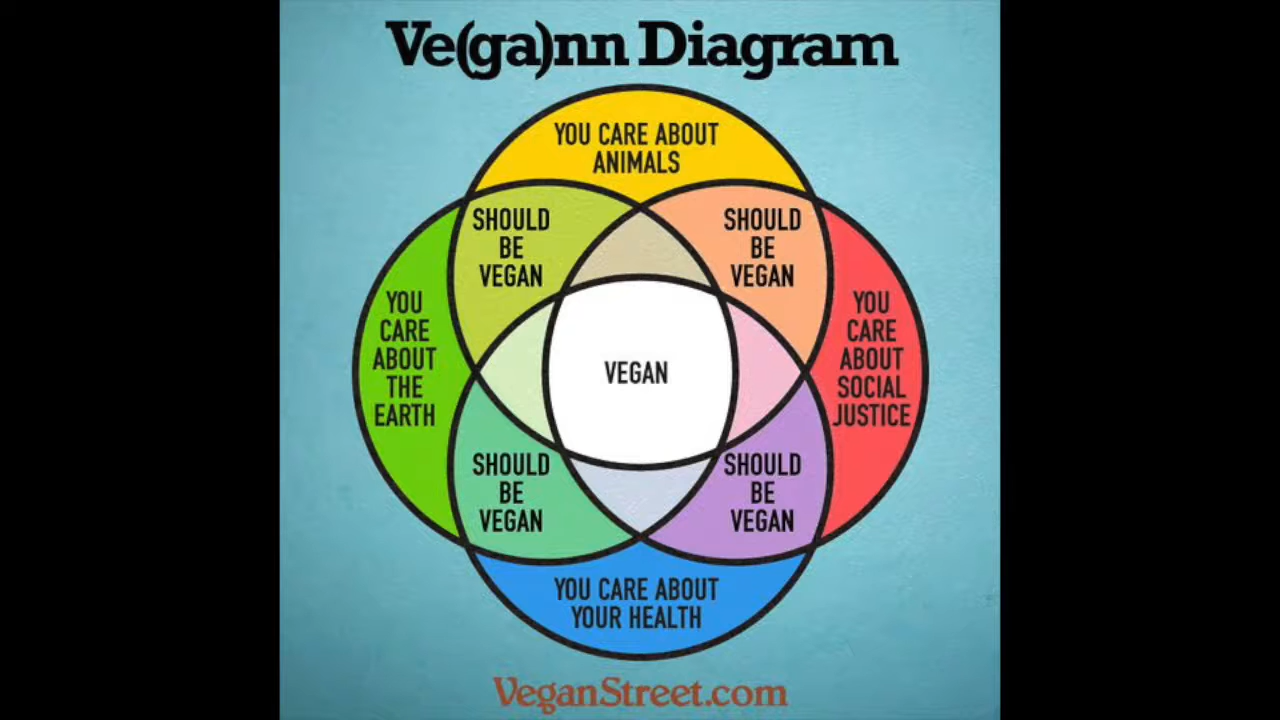 Ve(ga)nn Diagram
YOU CARE ABOUT
ANIMALS
SHOULD
BE
VEGAN
SHOULD
BE
VEGAN
YOU
CARE
ABOUT
THE
EARTH
VEGAN
YOU
CARE
ABOUT
SOCIAL
JUSTICE
SHOULD
BE
VEGAN
SHOULD
BE
VEGAN
YOU CARE ABOUT
YOUR HEALTH
VeganStreet.com